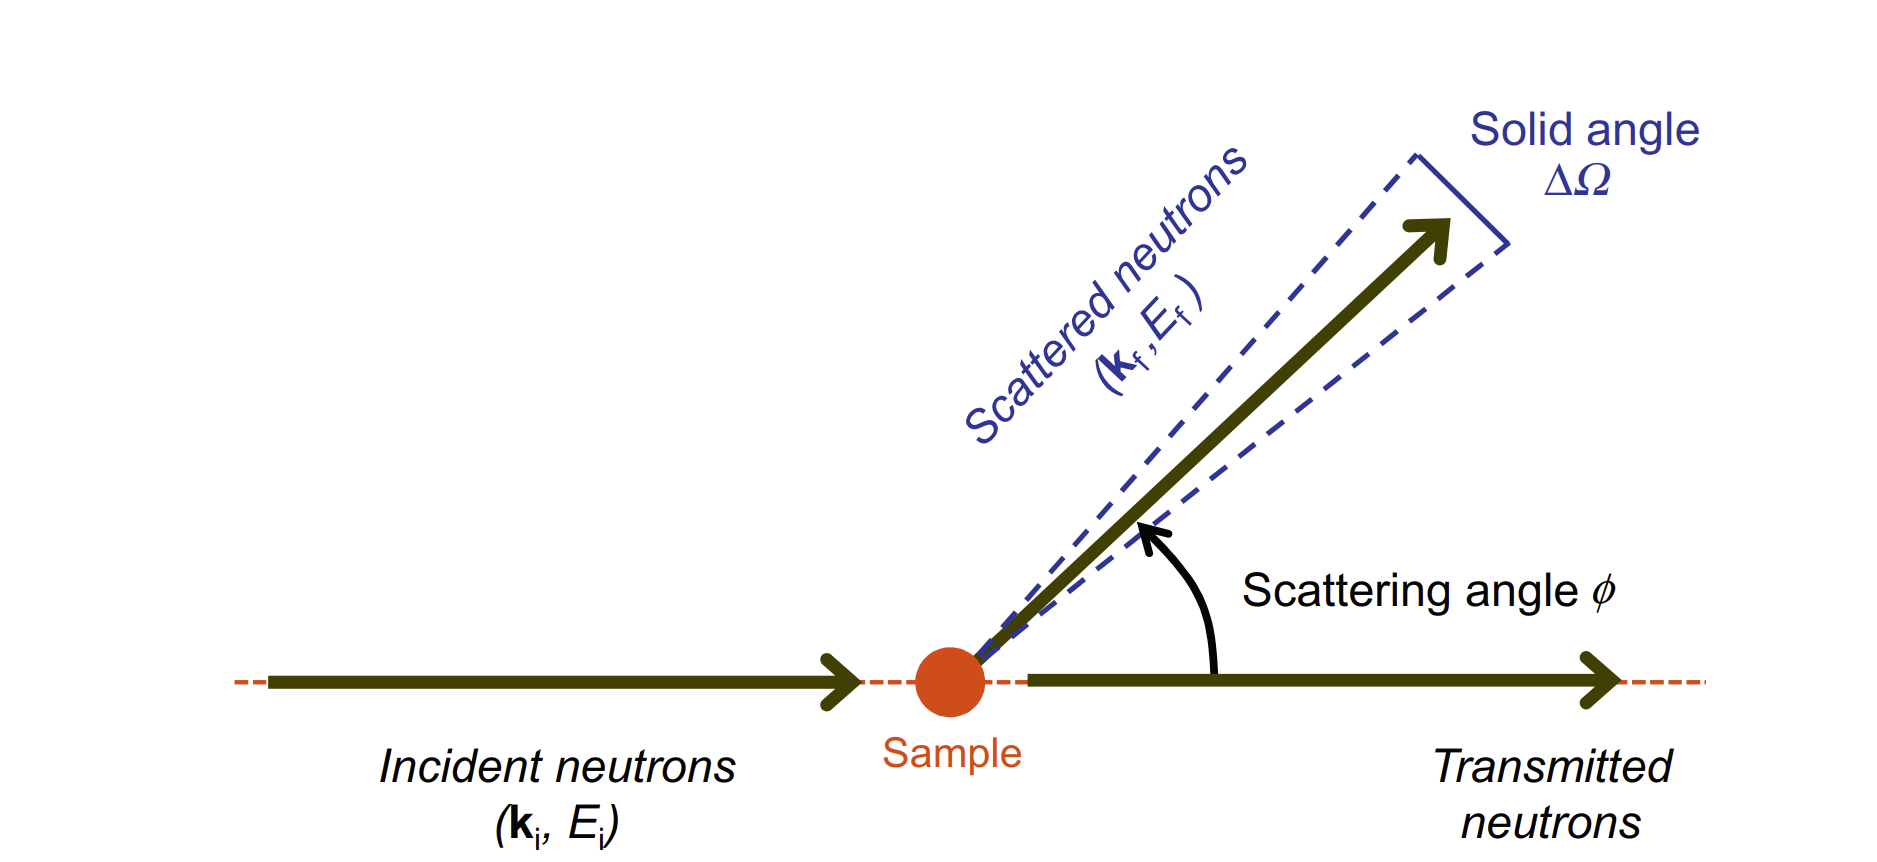 Solid angle
ΔΩ
Scattered neutrons
(kf,Ef)
Scattering angle ϕ
Sample
Incident neutrons
(ki, Ei)
Transmitted
neutrons